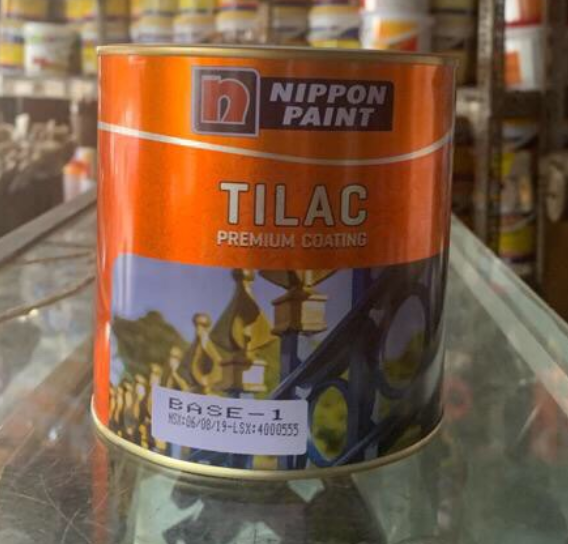 n
NIPPON
PAINT
TILAC
PREMIUM COATING
BASE-1
NSX:06/08/19-LSX:4000555